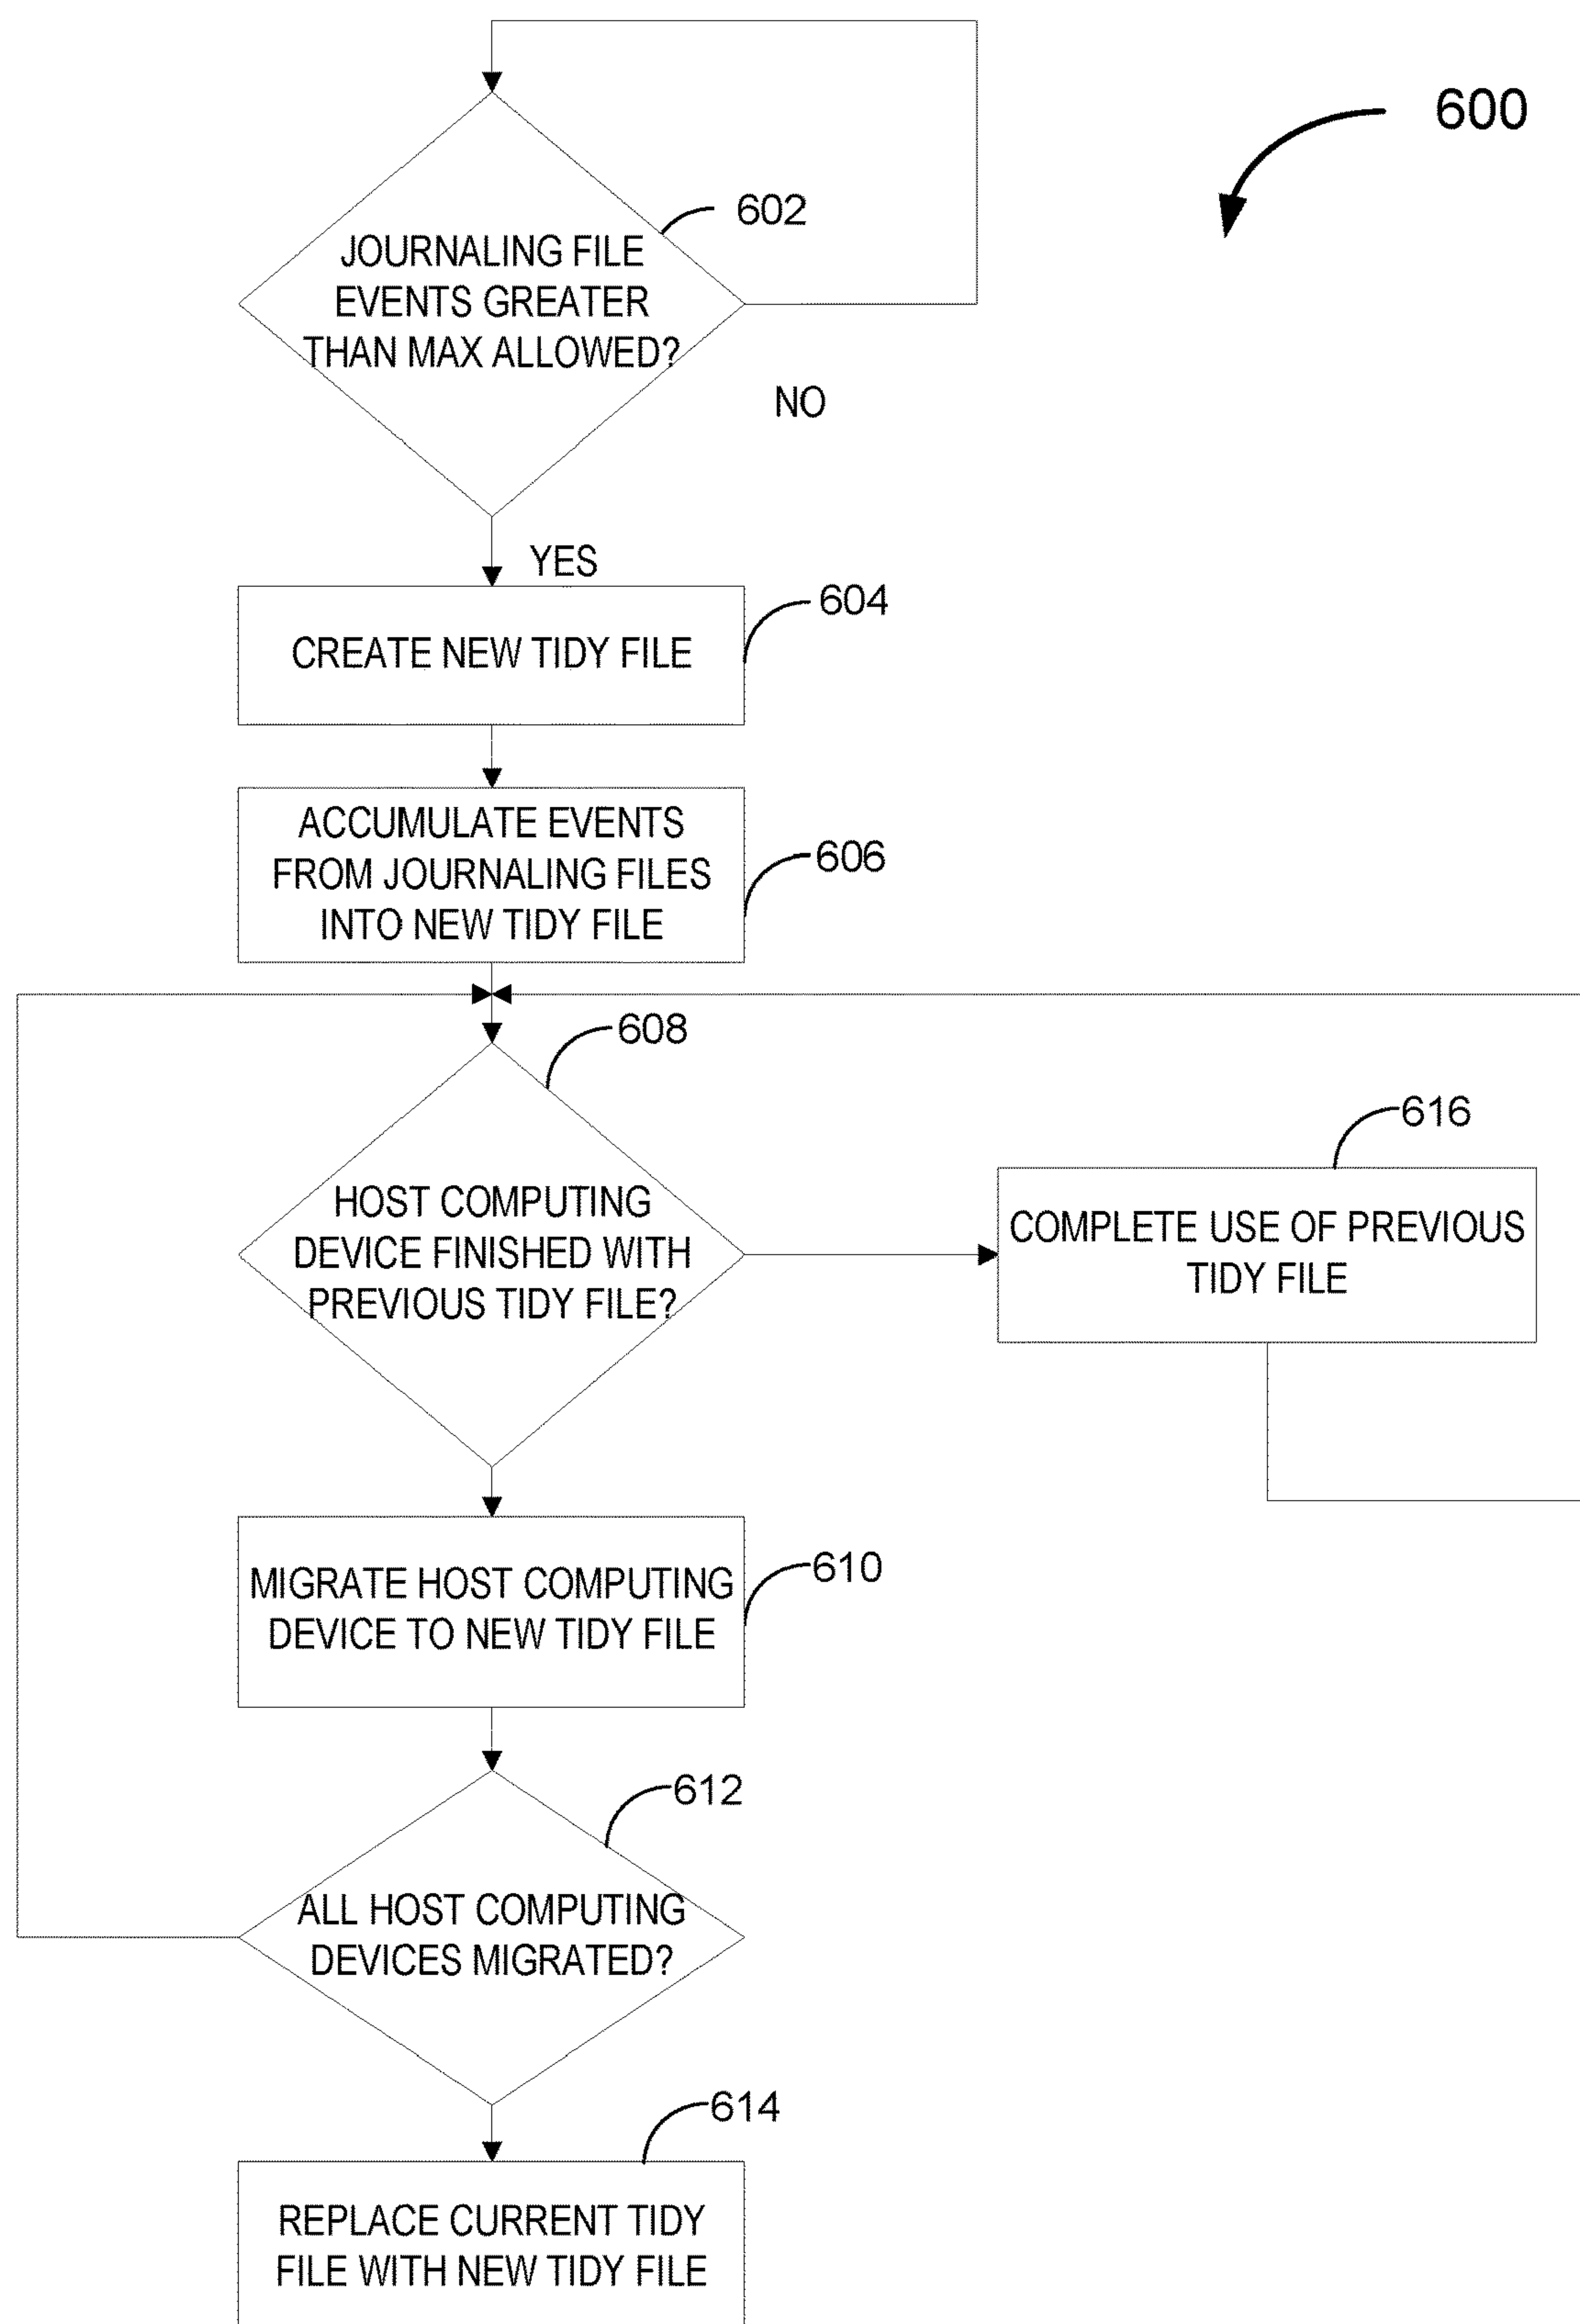 600
602
JOURNALING FILE
EVENTS GREATER
THAN MAX ALLOWED?
NO
YES
604
CREATE NEW TIDY FILE
606
ACCUMULATE EVENTS
FROM JOURNALING FILES
INTO NEW TIDY FILE
608
HOST COMPUTING
DEVICE FINISHED WITH
PREVIOUS TIDY FILE?
616
COMPLETE USE OF PREVIOUS
TIDY FILE
610
MIGRATE HOST COMPUTING
DEVICE TO NEW TIDY FILE
612
ALL HOST COMPUTING
DEVICES MIGRATED?
614
REPLACE CURRENT TIDY
FILE WITH NEW TIDY FILE